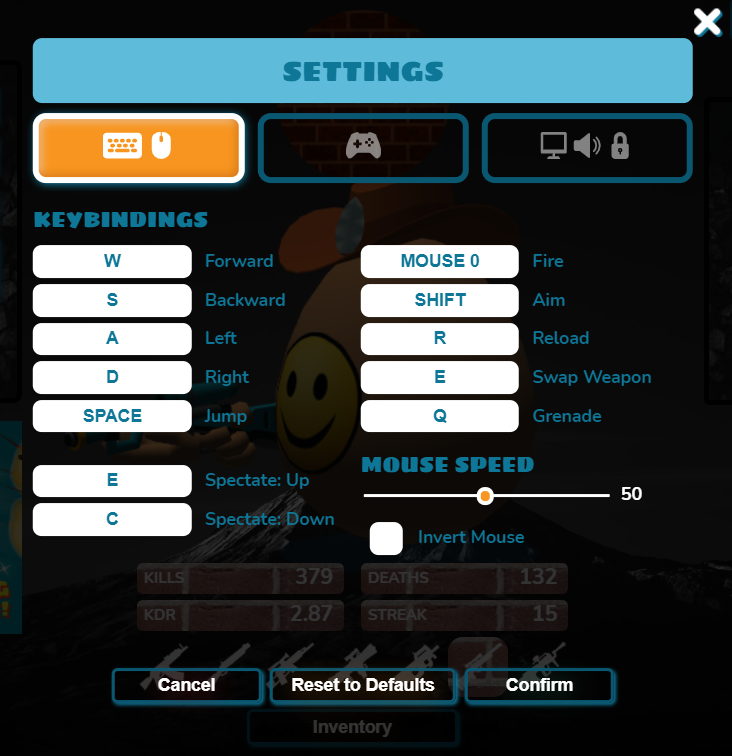 SETTINGS
KEYBINDINGS
W Forward
S Backward
A Left
D Right
SPACE Jump
E Spectate: Up
C Spectate: Down
MOUSE 0 Fire
SHIFT Aim
R Reload
E Swap Weapon
Q Grenade
MOUSE SPEED
50
Invert Mouse
KILLS 379
DEATHS 132
KDR 2.87
STREAK 15
Cancel
Reset to Defaults
Confirm
Inventory